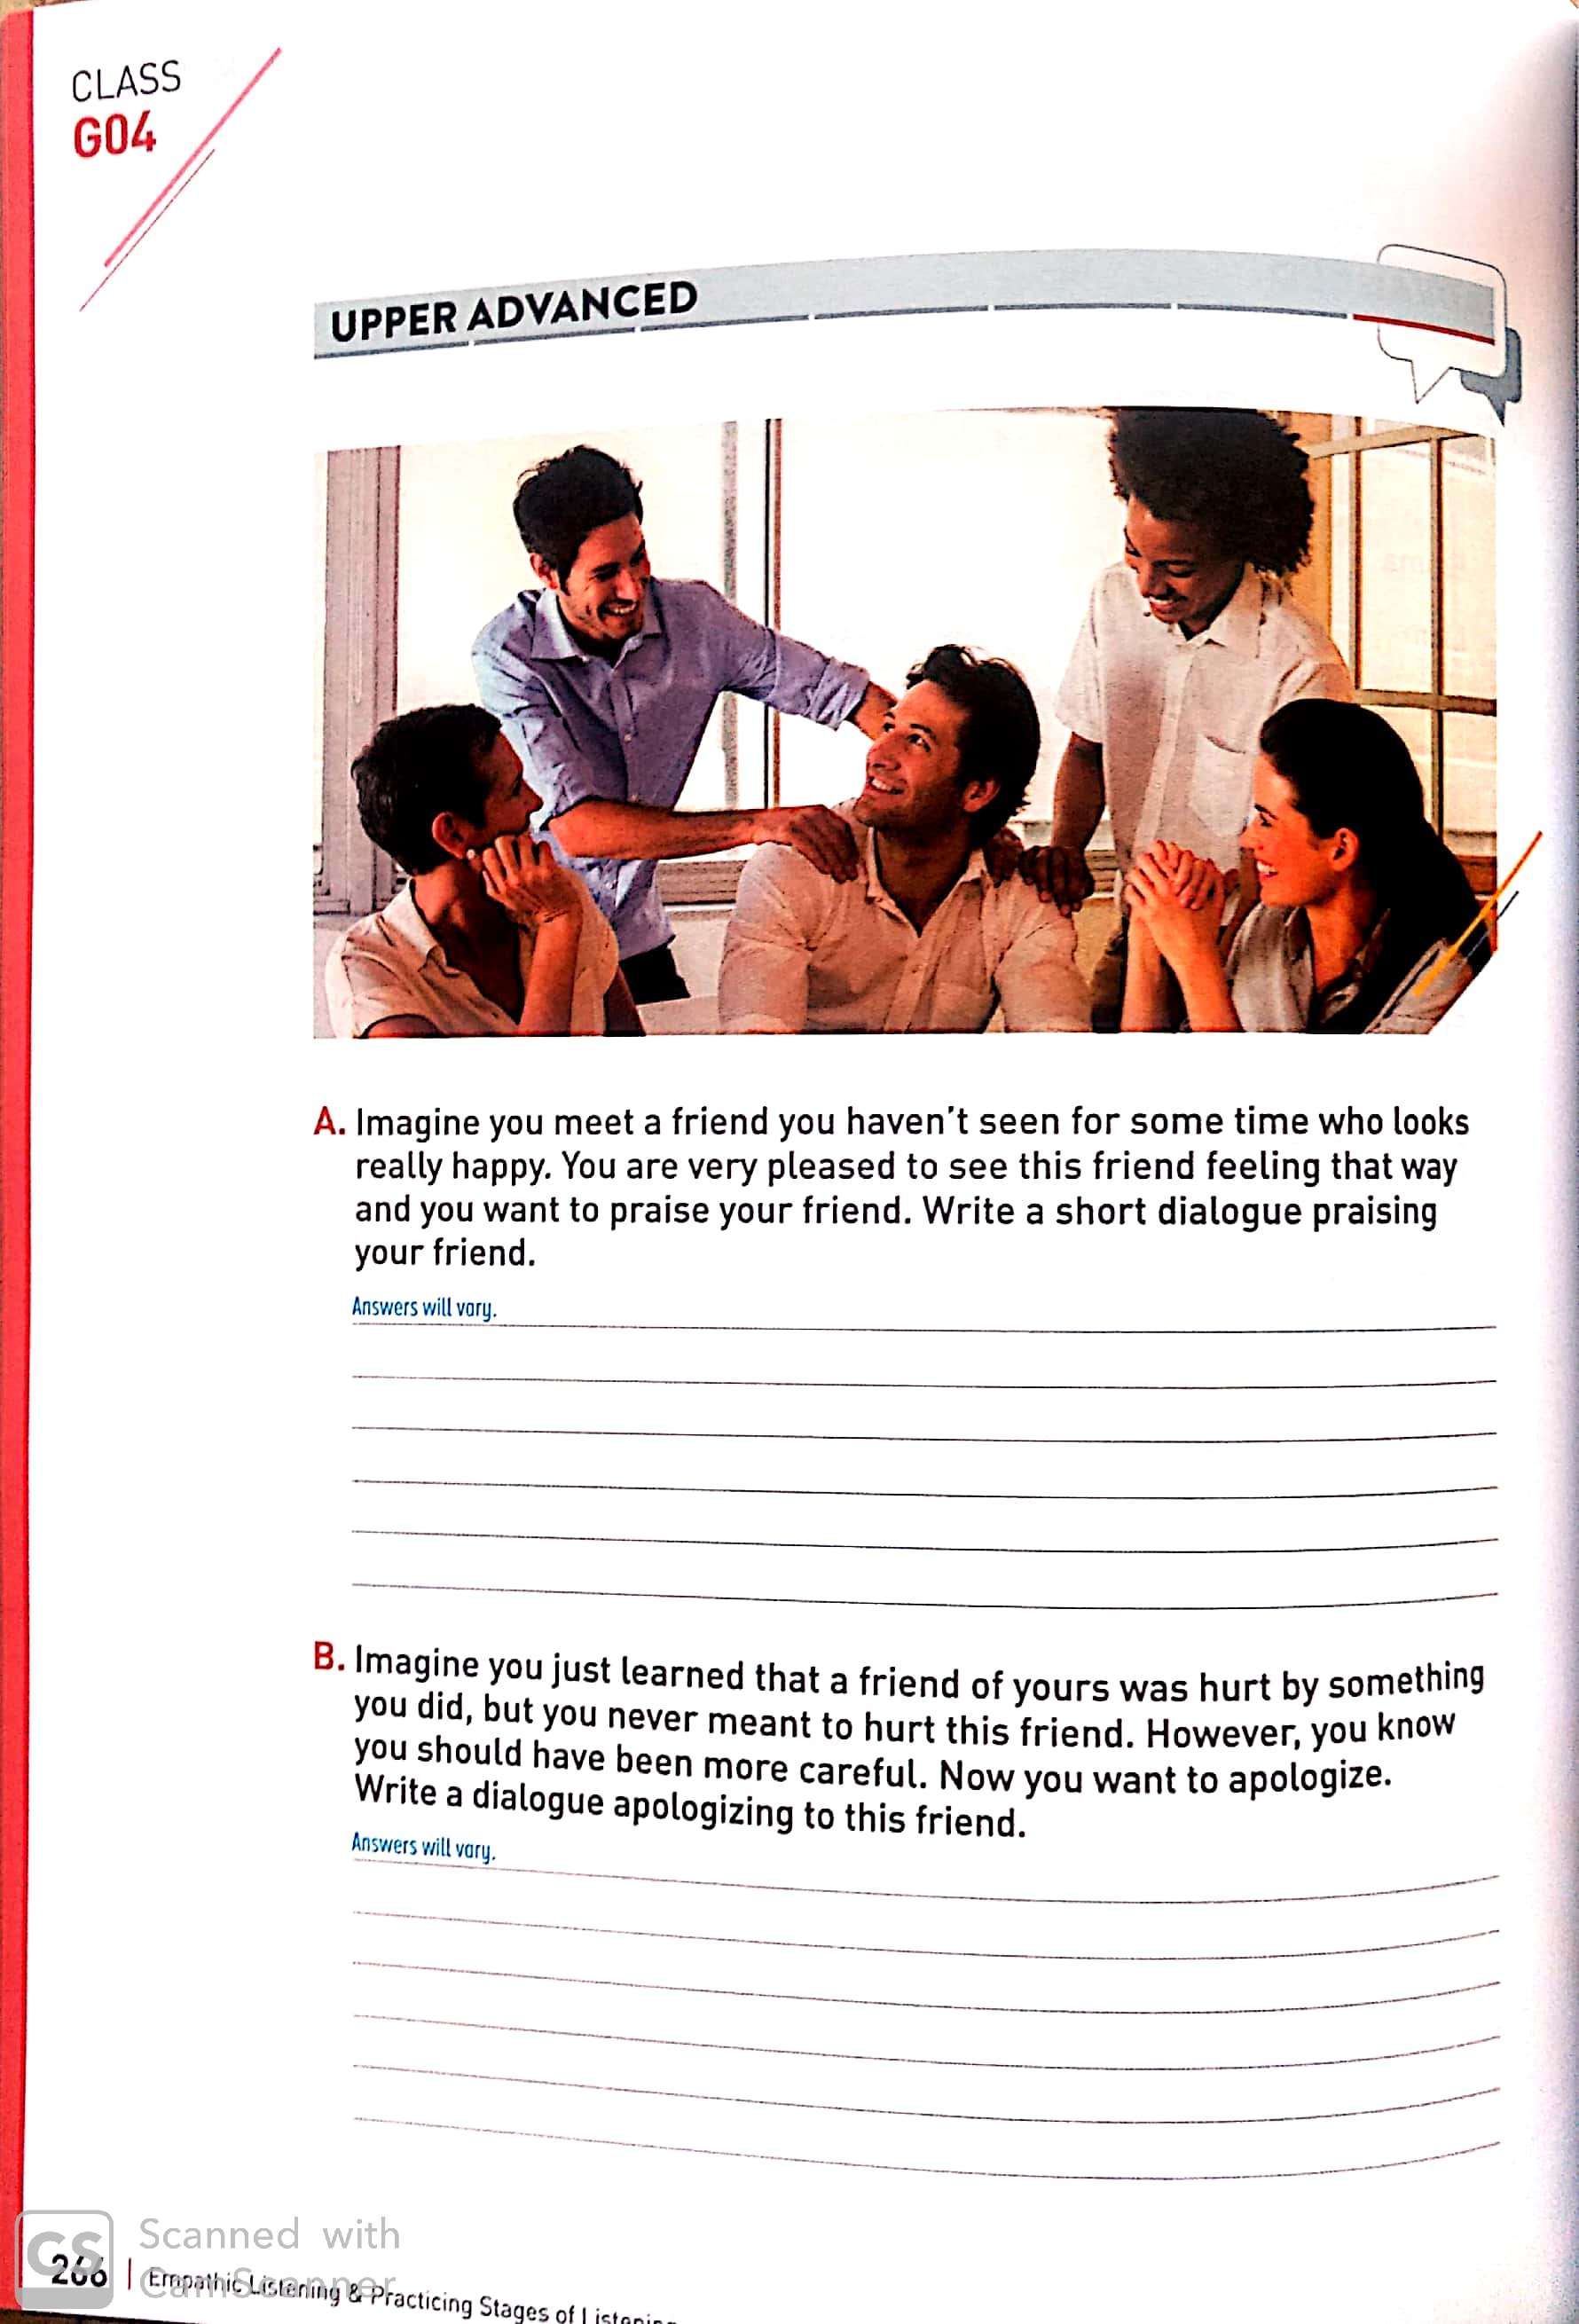 CLASS
G04
UPPER ADVANCED
A. Imagine you meet a friend you haven't seen for some time who looks
really happy. You are very pleased to see this friend feeling that way
and you want to praise your friend. Write a short dialogue praising
your friend.
Answers will vary.
B. Imagine you just learned that a friend of yours was hurt by something
you did, but you never meant to hurt this friend. However, you know
you should have been more careful. Now you want to apologize.
Write a dialogue apologizing to this friend.
Answers will vary.
CS Scanned with
CamScanner
266 | Empathic Listening & Practicing Stages of